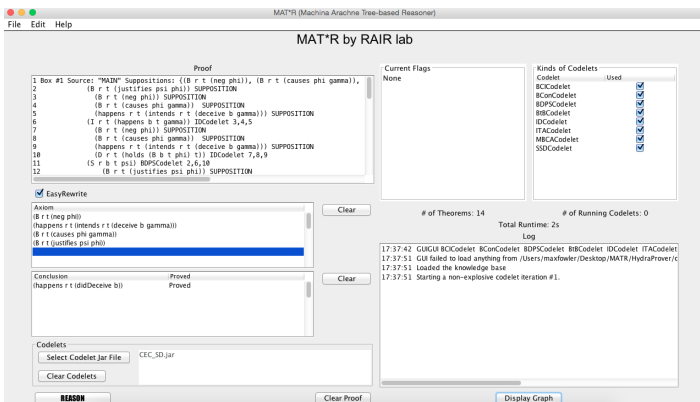 MAT*R (Machina Arachne Tree-based Reasoner)
File Edit Help
MAT*R by RAIR lab
Proof
1 Box #1 Source: "MAIN" Suppositions: {(B r t (neg phi)), (B r t (causes phi gamma)),
2 (B r t (justifies psi phi)) SUPPOSITION
3 (B r t (neg phi)) SUPPOSITION
4 (B r t (causes phi gamma)) SUPPOSITION
5 (happens r t (intends r t (deceive b gamma))) SUPPOSITION
6 (I r t (happens b t gamma)) IDCodelet 3,4,5
7 (B r t (neg phi)) SUPPOSITION
8 (B r t (causes phi gamma)) SUPPOSITION
9 (happens r t (intends r t (deceive b gamma))) SUPPOSITION
10 (D r t (holds (B b t phi) t)) IDCodelet 7,8,9
11 (S r b t psi) BDPSCodelet 2,6,10
12 (B r t (justifies psi phi)) SUPPOSITION
EasyRewrite
Axiom
(B r t (neg phi))
(happens r t (intends r t (deceive b gamma)))
(B r t (causes phi gamma))
(B r t (justifies psi phi))
Clear
Conclusion Proved
(happens r t (didDeceive b)) Proved
Clear
Codelets
Select Codelet Jar File
CEC_SD.jar
Clear Codelets
REASON
Clear Proof
Current Flags
None
Kinds of Codelets
Codelet Used
BCICodelet
BConCodelet
BDPSCodelet
BtBCodelet
IDCodelet
ITACodelet
MBCACodelet
SSDCodelet
# of Theorems: 14 # of Running Codelets: 0
Total Runtime: 2s
Log
17:37:42 GUIGUI BCICodelet BConCodelet BDPSCodelet BtBCodelet IDCodelet ITACodelet
17:37:51 GUI failed to load anything from /Users/maxfowler/Desktop/MATR/HydraProver/c
17:37:51 Loaded the knowledge base
17:37:51 Starting a non-explosive codelet iteration #1.
Display Graph